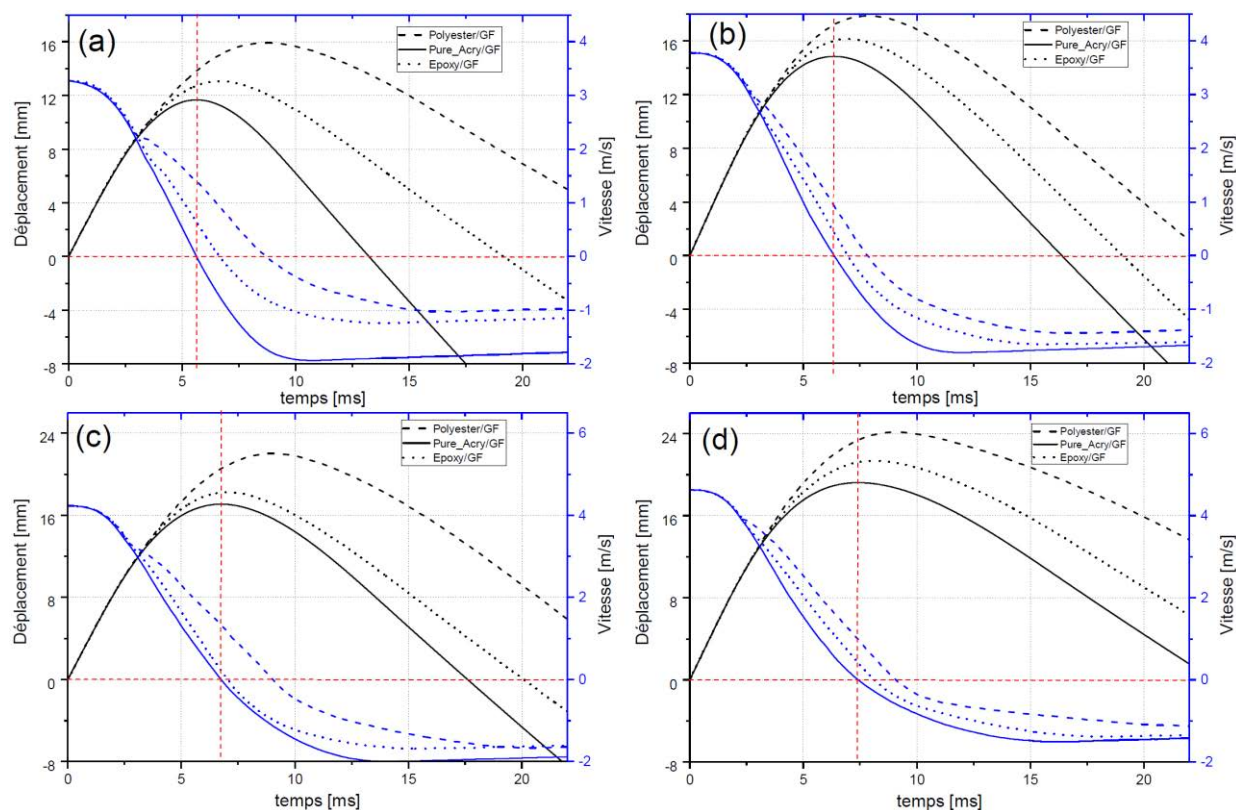 (a)
Polyester/GF
Pure_Acry/GF
Epoxy/GF
Déplacement [mm]
16
12
8
4
0
-4
-8
Vitesse [m/s]
4
3
2
1
0
-1
-2
0 5 10 15 20
temps [ms]
(b)
Polyester/GF
Pure_Acry/GF
Epoxy/GF
Déplacement [mm]
16
12
8
4
0
-4
-8
Vitesse [m/s]
4
3
2
1
0
-1
-2
0 5 10 15 20
temps [ms]
(c)
Polyester/GF
Pure_Acry/GF
Epoxy/GF
Déplacement [mm]
24
16
8
0
-8
Vitesse [m/s]
6
4
2
0
-2
0 5 10 15 20
temps [ms]
(d)
Polyester/GF
Pure_Acry/GF
Epoxy/GF
Déplacement [mm]
24
16
8
0
-8
Vitesse [m/s]
6
4
2
0
-2
0 5 10 15 20
temps [ms]